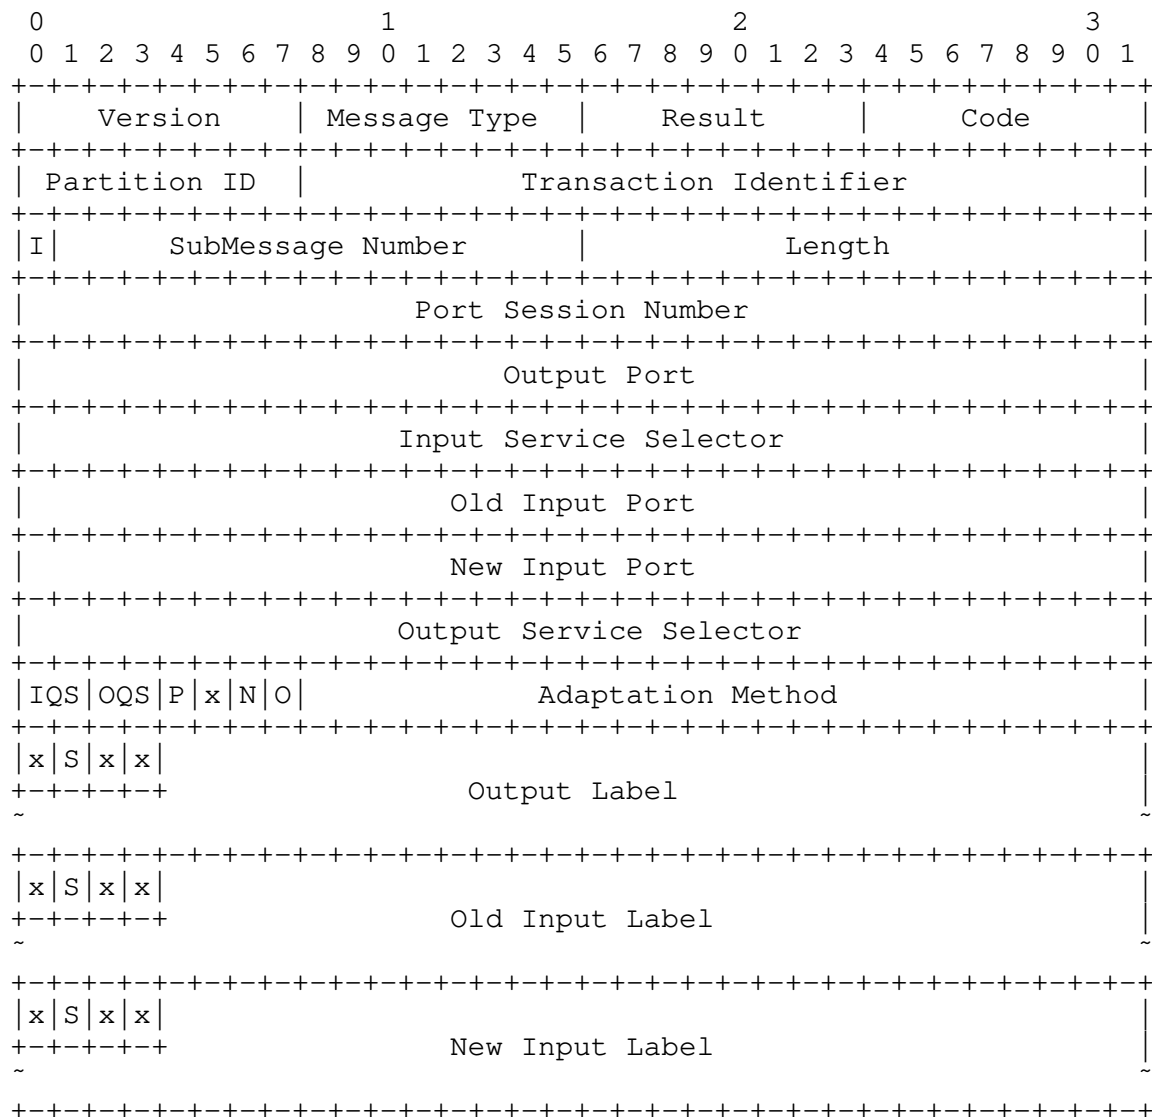 0                   1                   2                   3
 0 1 2 3 4 5 6 7 8 9 0 1 2 3 4 5 6 7 8 9 0 1 2 3 4 5 6 7 8 9 0 1
+-+-+-+-+-+-+-+-+-+-+-+-+-+-+-+-+-+-+-+-+-+-+-+-+-+-+-+-+-+-+-+-+
|    Version    | Message Type  |    Result     |     Code      |
+-+-+-+-+-+-+-+-+-+-+-+-+-+-+-+-+-+-+-+-+-+-+-+-+-+-+-+-+-+-+-+-+
| Partition ID  |            Transaction Identifier             |
+-+-+-+-+-+-+-+-+-+-+-+-+-+-+-+-+-+-+-+-+-+-+-+-+-+-+-+-+-+-+-+-+
|I|      SubMessage Number      |           Length              |
+-+-+-+-+-+-+-+-+-+-+-+-+-+-+-+-+-+-+-+-+-+-+-+-+-+-+-+-+-+-+-+-+
|                      Port Session Number                      |
+-+-+-+-+-+-+-+-+-+-+-+-+-+-+-+-+-+-+-+-+-+-+-+-+-+-+-+-+-+-+-+-+
|                           Output Port                         |
+-+-+-+-+-+-+-+-+-+-+-+-+-+-+-+-+-+-+-+-+-+-+-+-+-+-+-+-+-+-+-+-+
|                     Input Service Selector                    |
+-+-+-+-+-+-+-+-+-+-+-+-+-+-+-+-+-+-+-+-+-+-+-+-+-+-+-+-+-+-+-+-+
|                        Old Input Port                         |
+-+-+-+-+-+-+-+-+-+-+-+-+-+-+-+-+-+-+-+-+-+-+-+-+-+-+-+-+-+-+-+-+
|                        New Input Port                         |
+-+-+-+-+-+-+-+-+-+-+-+-+-+-+-+-+-+-+-+-+-+-+-+-+-+-+-+-+-+-+-+-+
|                     Output Service Selector                   |
+-+-+-+-+-+-+-+-+-+-+-+-+-+-+-+-+-+-+-+-+-+-+-+-+-+-+-+-+-+-+-+-+
|IQS|OQS|P|x|N|O|             Adaptation Method                 |
+-+-+-+-+-+-+-+-+-+-+-+-+-+-+-+-+-+-+-+-+-+-+-+-+-+-+-+-+-+-+-+-+
|x|S|x|x|                                                       |
+-+-+-+-+                 Output Label                          |
~                                                               ~
+-+-+-+-+-+-+-+-+-+-+-+-+-+-+-+-+-+-+-+-+-+-+-+-+-+-+-+-+-+-+-+-+
|x|S|x|x|                                                       |
+-+-+-+-+                Old Input Label                        |
~                                                               ~
+-+-+-+-+-+-+-+-+-+-+-+-+-+-+-+-+-+-+-+-+-+-+-+-+-+-+-+-+-+-+-+-+
|x|S|x|x|                                                       |
+-+-+-+-+                New Input Label                        |
~                                                               ~
+-+-+-+-+-+-+-+-+-+-+-+-+-+-+-+-+-+-+-+-+-+-+-+-+-+-+-+-+-+-+-+-+